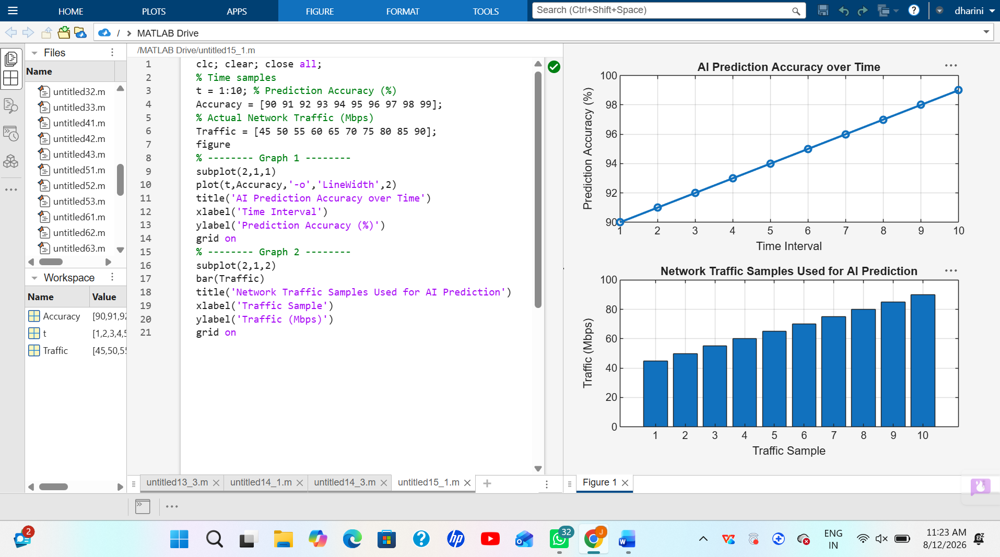 HOME
PLOTS
APPS
FIGURE
FORMAT
TOOLS
Search (Ctrl+Shift+Space)
dharini
/ > MATLAB Drive
Files
Name
untitled32.m
untitled33.m
untitled41.m
untitled42.m
untitled43.m
untitled51.m
untitled52.m
untitled53.m
untitled61.m
untitled62.m
untitled63.m
Workspace
Name Value
Accuracy [90,91,92
t [1,2,3,4,5
Traffic [45,50,55
/MATLAB Drive/untitled15_1.m
1 clc; clear; close all;
2 % Time samples
3 t = 1:10; % Prediction Accuracy (%)
4 Accuracy = [90 91 92 93 94 95 96 97 98 99];
5 % Actual Network Traffic (Mbps)
6 Traffic = [45 50 55 60 65 70 75 80 85 90];
7 figure
8 % -------- Graph 1 --------
9 subplot(2,1,1)
10 plot(t,Accuracy,'-o','LineWidth',2)
11 title('AI Prediction Accuracy over Time')
12 xlabel('Time Interval')
13 ylabel('Prediction Accuracy (%)')
14 grid on
15 % -------- Graph 2 --------
16 subplot(2,1,2)
17 bar(Traffic)
18 title('Network Traffic Samples Used for AI Prediction')
19 xlabel('Traffic Sample')
20 ylabel('Traffic (Mbps)')
21 grid on
untitled13_3.m
untitled14_1.m
untitled14_3.m
untitled15_1.m
AI Prediction Accuracy over Time
Prediction Accuracy (%)
100
98
96
94
92
90
1 2 3 4 5 6 7 8 9 10
Time Interval
Network Traffic Samples Used for AI Prediction
Traffic (Mbps)
100
80
60
40
20
0
1 2 3 4 5 6 7 8 9 10
Traffic Sample
Figure 1
2
hp
32
J
W
ENG
IN
11:23 AM
8/12/2026